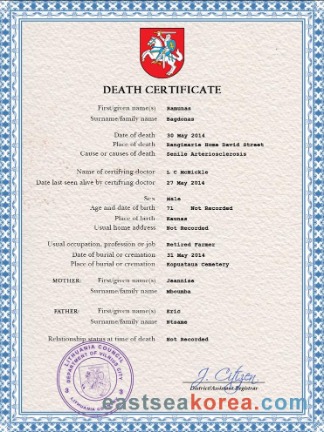 DEATH CERTIFICATE
First/given name(s) Ramunas
Surname/family name Bagdonas
Date of death 30 May 2014
Place of death Rangimarie Home David Street
Cause or causes of death Senile Arteriosclerosis
Name of certifying doctor L C McNickle
Date last seen alive by certifying doctor 27 May 2014
Sex Male
Age and date of birth 71 Not Recorded
Place of birth Kaunas
Usual home address Not Recorded
Usual occupation, profession or job Retired Farmer
Date of burial or cremation 31 May 2014
Place of burial or cremation Kopustaus Cemetery
MOTHER: First/given name(s) Jeannise
Surname/family name Mboumba
FATHER: First/given name(s) Eric
Surname/family name Ntsame
Relationship status at time of death Not Recorded
LITHUANIA COUNCIL
DEPARTMENT OF VILNIUS CITY
J. Citizen
District/Assistant Registrar
eastseakorea.com